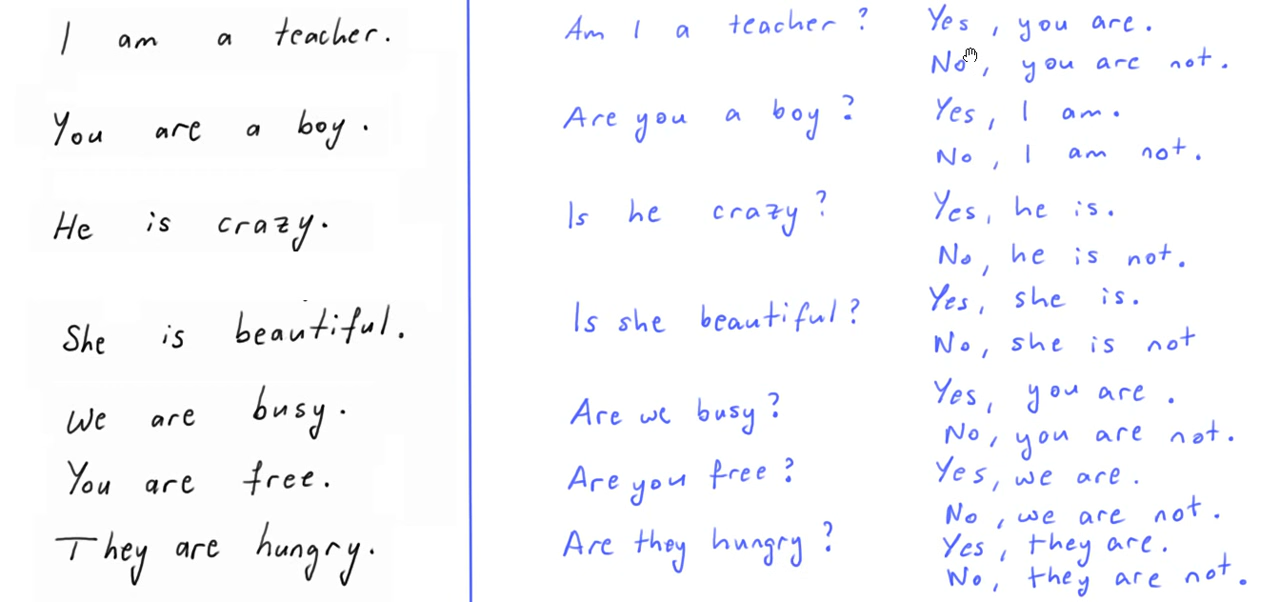 I am a teacher.
Am I a teacher ?
Yes, you are.
No, you are not.
You are a boy.
Are you a boy ?
Yes, I am.
No, I am not.
He is crazy.
Is he crazy ?
Yes, he is.
No, he is not.
She is beautiful.
Is she beautiful ?
Yes, she is.
No, she is not
We are busy.
Are we busy ?
Yes, you are.
No, you are not.
You are free.
Are you free ?
Yes, we are.
No, we are not.
They are hungry.
Are they hungry ?
Yes, they are.
No, they are not.